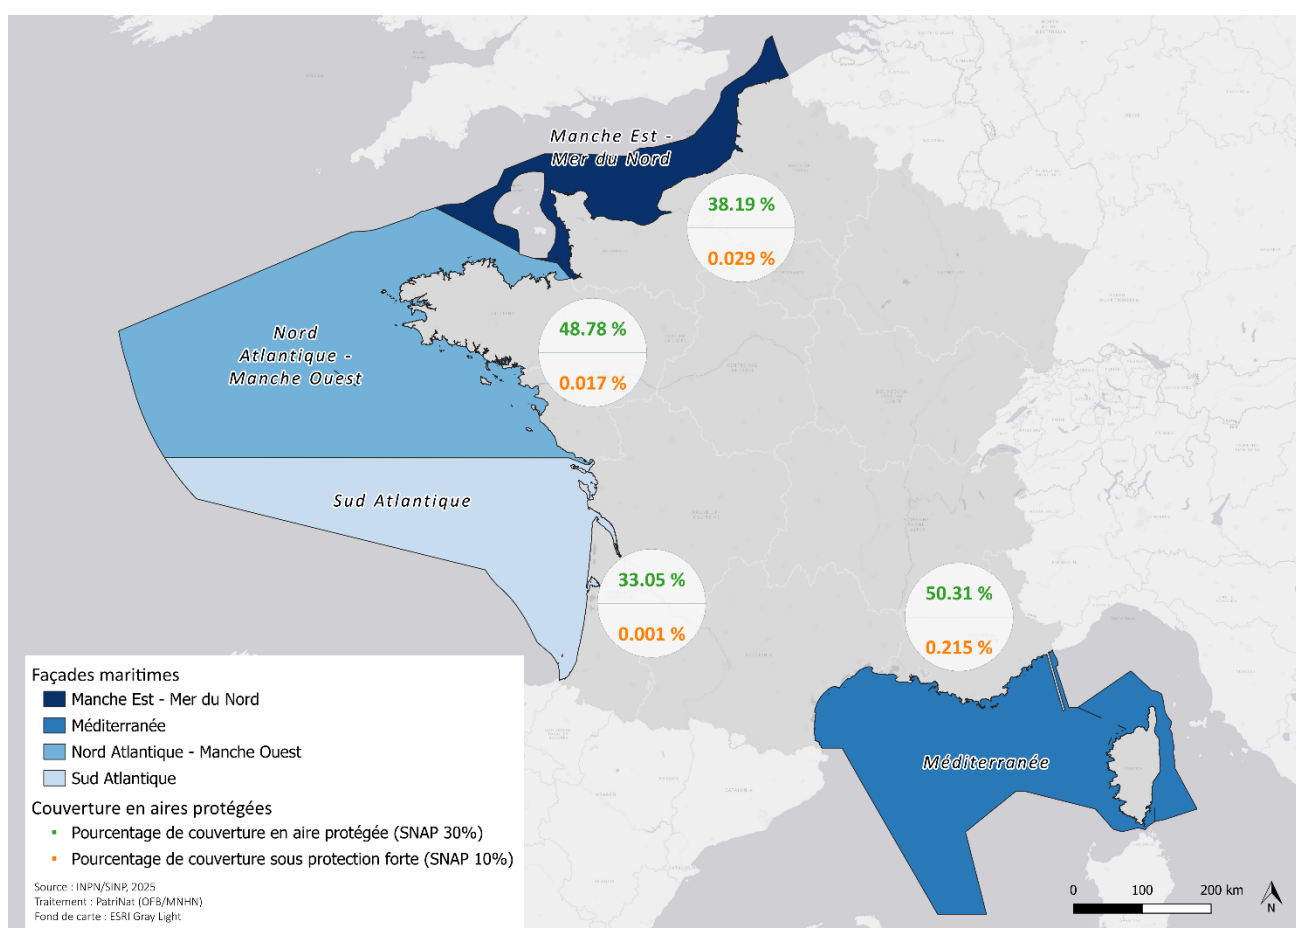 Manche Est -
Mer du Nord
38.19 %
0.029 %
Nord
Atlantique -
Manche Ouest
48.78 %
0.017 %
Sud Atlantique
33.05 %
0.001 %
50.31 %
0.215 %
Méditerranée
Façades maritimes
Manche Est - Mer du Nord
Méditerranée
Nord Atlantique - Manche Ouest
Sud Atlantique
Couverture en aires protégées
Pourcentage de couverture en aire protégée (SNAP 30%)
Pourcentage de couverture sous protection forte (SNAP 10%)
Source : INPN/SINP, 2025
Traitement : PatriNat (OFB/MNHN)
Fond de carte : ESRI Gray Light
0 100 200 km
N